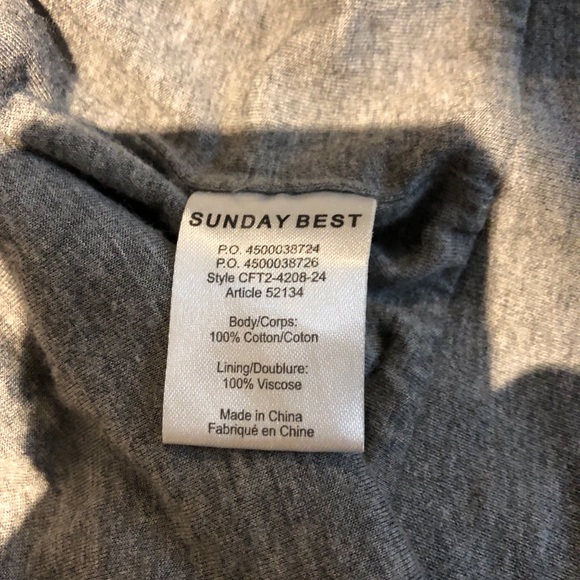 SUNDAY BEST
P.O. 4500038724
P.O. 4500038726
Style CFT2-4208-24
Article 52134
Body/Corps:
100% Cotton/Coton
Lining/Doublure:
100% Viscose
Made in China
Fabriqué en Chine